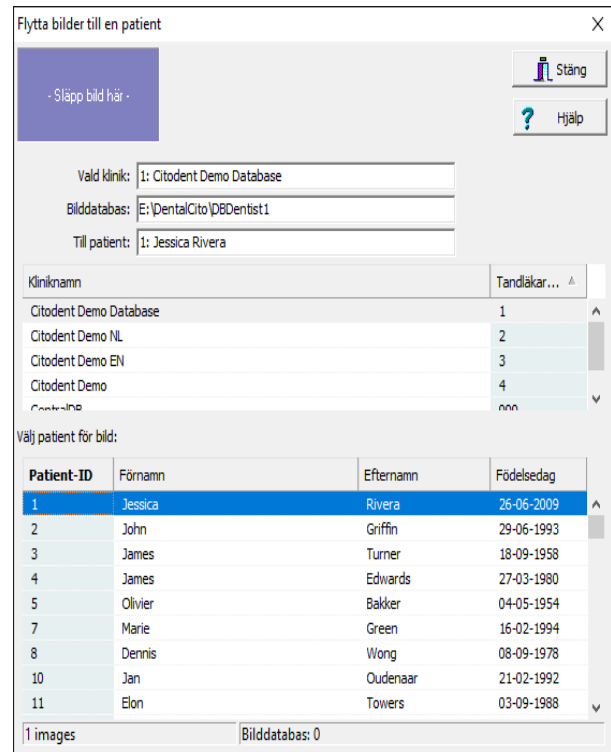 Flytta bilder till en patient
- Släpp bild här -
Stäng
Hjälp
Vald klinik: 1: Citodent Demo Database
Bilddatabas: E:\DentalCito\DBDentist1
Till patient: 1: Jessica Rivera
Kliniknamn Tandläkar...
Citodent Demo Database 1
Citodent Demo NL 2
Citodent Demo EN 3
Citodent Demo 4
CentralDB 000
Välj patient för bild:
Patient-ID Förnamn Efternamn Födelsedag
1 Jessica Rivera 26-06-2009
2 John Griffin 29-06-1993
3 James Turner 18-09-1958
4 James Edwards 27-03-1980
5 Olivier Bakker 04-05-1954
7 Marie Green 16-02-1994
8 Dennis Wong 08-09-1978
10 Jan Oudenaar 21-02-1992
11 Elon Towers 03-09-1988
1 images Bilddatabas: 0